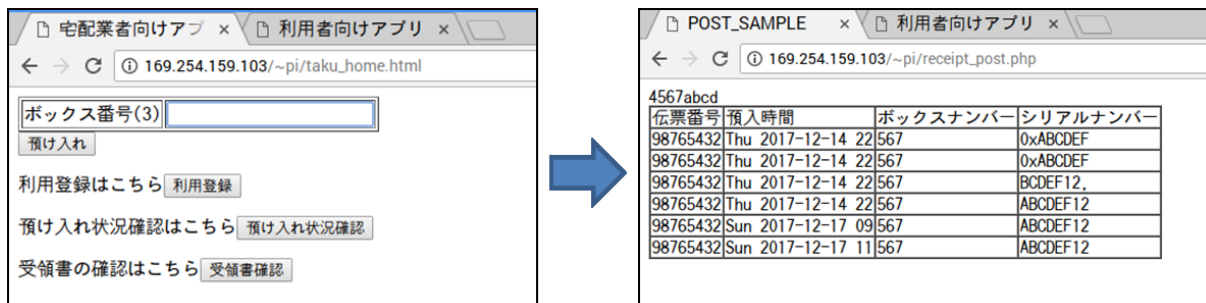 宅配業者向けアプ × 利用者向けアプリ ×
169.254.159.103/~pi/taku_home.html
ボックス番号(3)
預け入れ
利用登録はこちら 利用登録
預け入れ状況確認はこちら 預け入れ状況確認
受領書の確認はこちら 受領書確認
POST_SAMPLE × 利用者向けアプリ ×
169.254.159.103/~pi/receipt_post.php
4567abcd
伝票番号 預入時間 ボックスナンバー シリアルナンバー
98765432 Thu 2017-12-14 22 567 0xABCDEF
98765432 Thu 2017-12-14 22 567 0xABCDEF
98765432 Thu 2017-12-14 22 567 BCDEF12,
98765432 Thu 2017-12-14 22 567 ABCDEF12
98765432 Sun 2017-12-17 09 567 ABCDEF12
98765432 Sun 2017-12-17 11 567 ABCDEF12